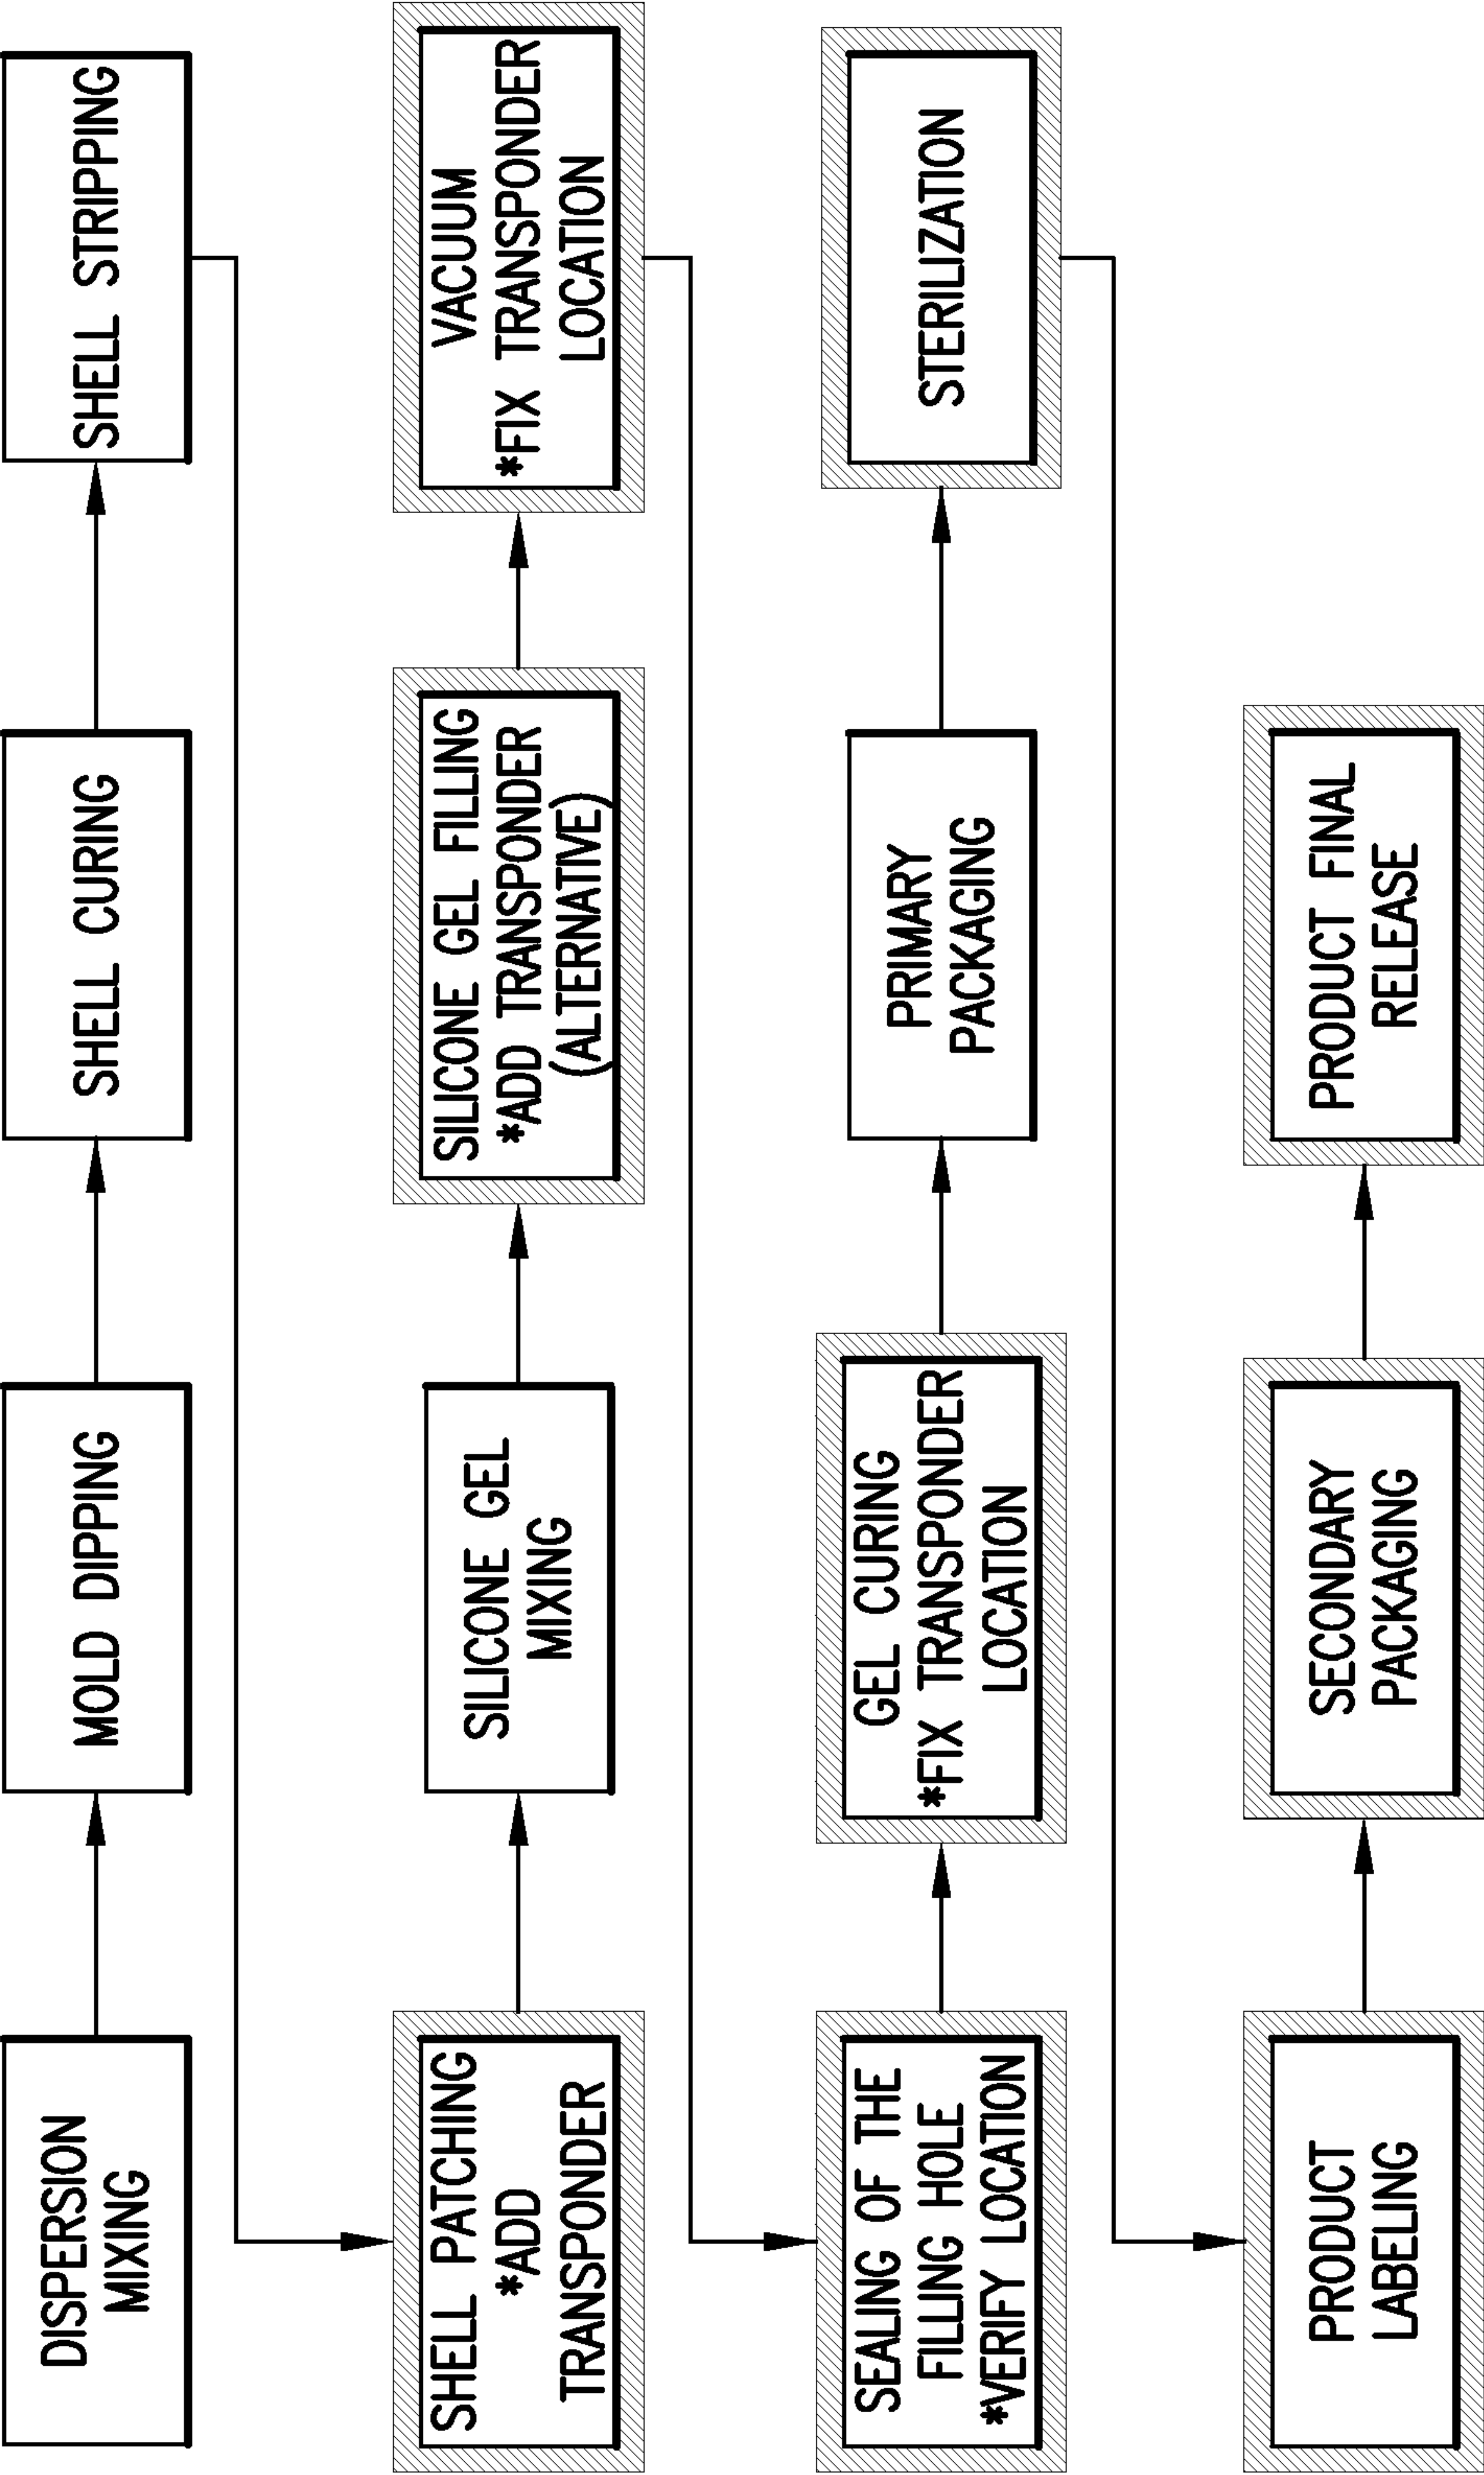 DISPERSION
MIXING
MOLD DIPPING
SHELL CURING
SHELL STRIPPING
SHELL PATCHING
*ADD
TRANSPONDER
SILICONE GEL
MIXING
SILICONE GEL FILLING
*ADD TRANSPONDER
(ALTERNATIVE)
VACUUM
*FIX TRANSPONDER
LOCATION
SEALING OF THE
FILLING HOLE
*VERIFY LOCATION
GEL CURING
*FIX TRANSPONDER
LOCATION
PRIMARY
PACKAGING
STERILIZATION
PRODUCT
LABELING
SECONDARY
PACKAGING
PRODUCT FINAL
RELEASE